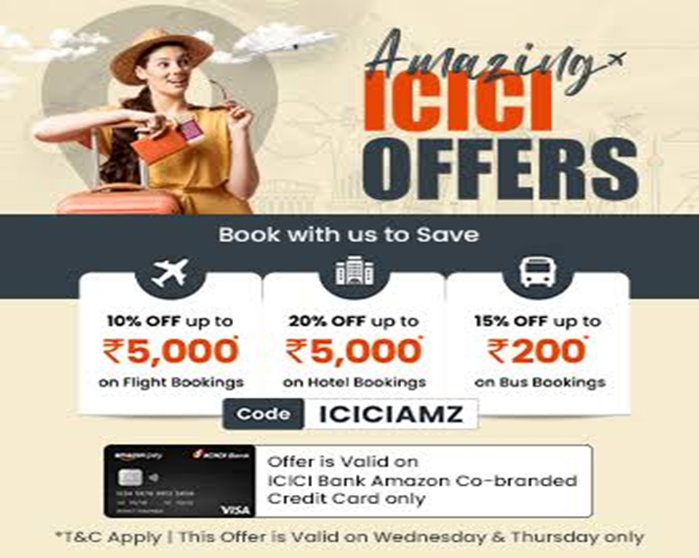 Amazing
ICICI
OFFERS
Book with us to Save
10% OFF up to
₹5,000*
on Flight Bookings
20% OFF up to
₹5,000*
on Hotel Bookings
15% OFF up to
₹200*
on Bus Bookings
Code ICICIAMZ
amazon pay ICICI Bank
VISA
Offer is Valid on
ICICI Bank Amazon Co-branded
Credit Card only
*T&C Apply | This Offer is Valid on Wednesday & Thursday only